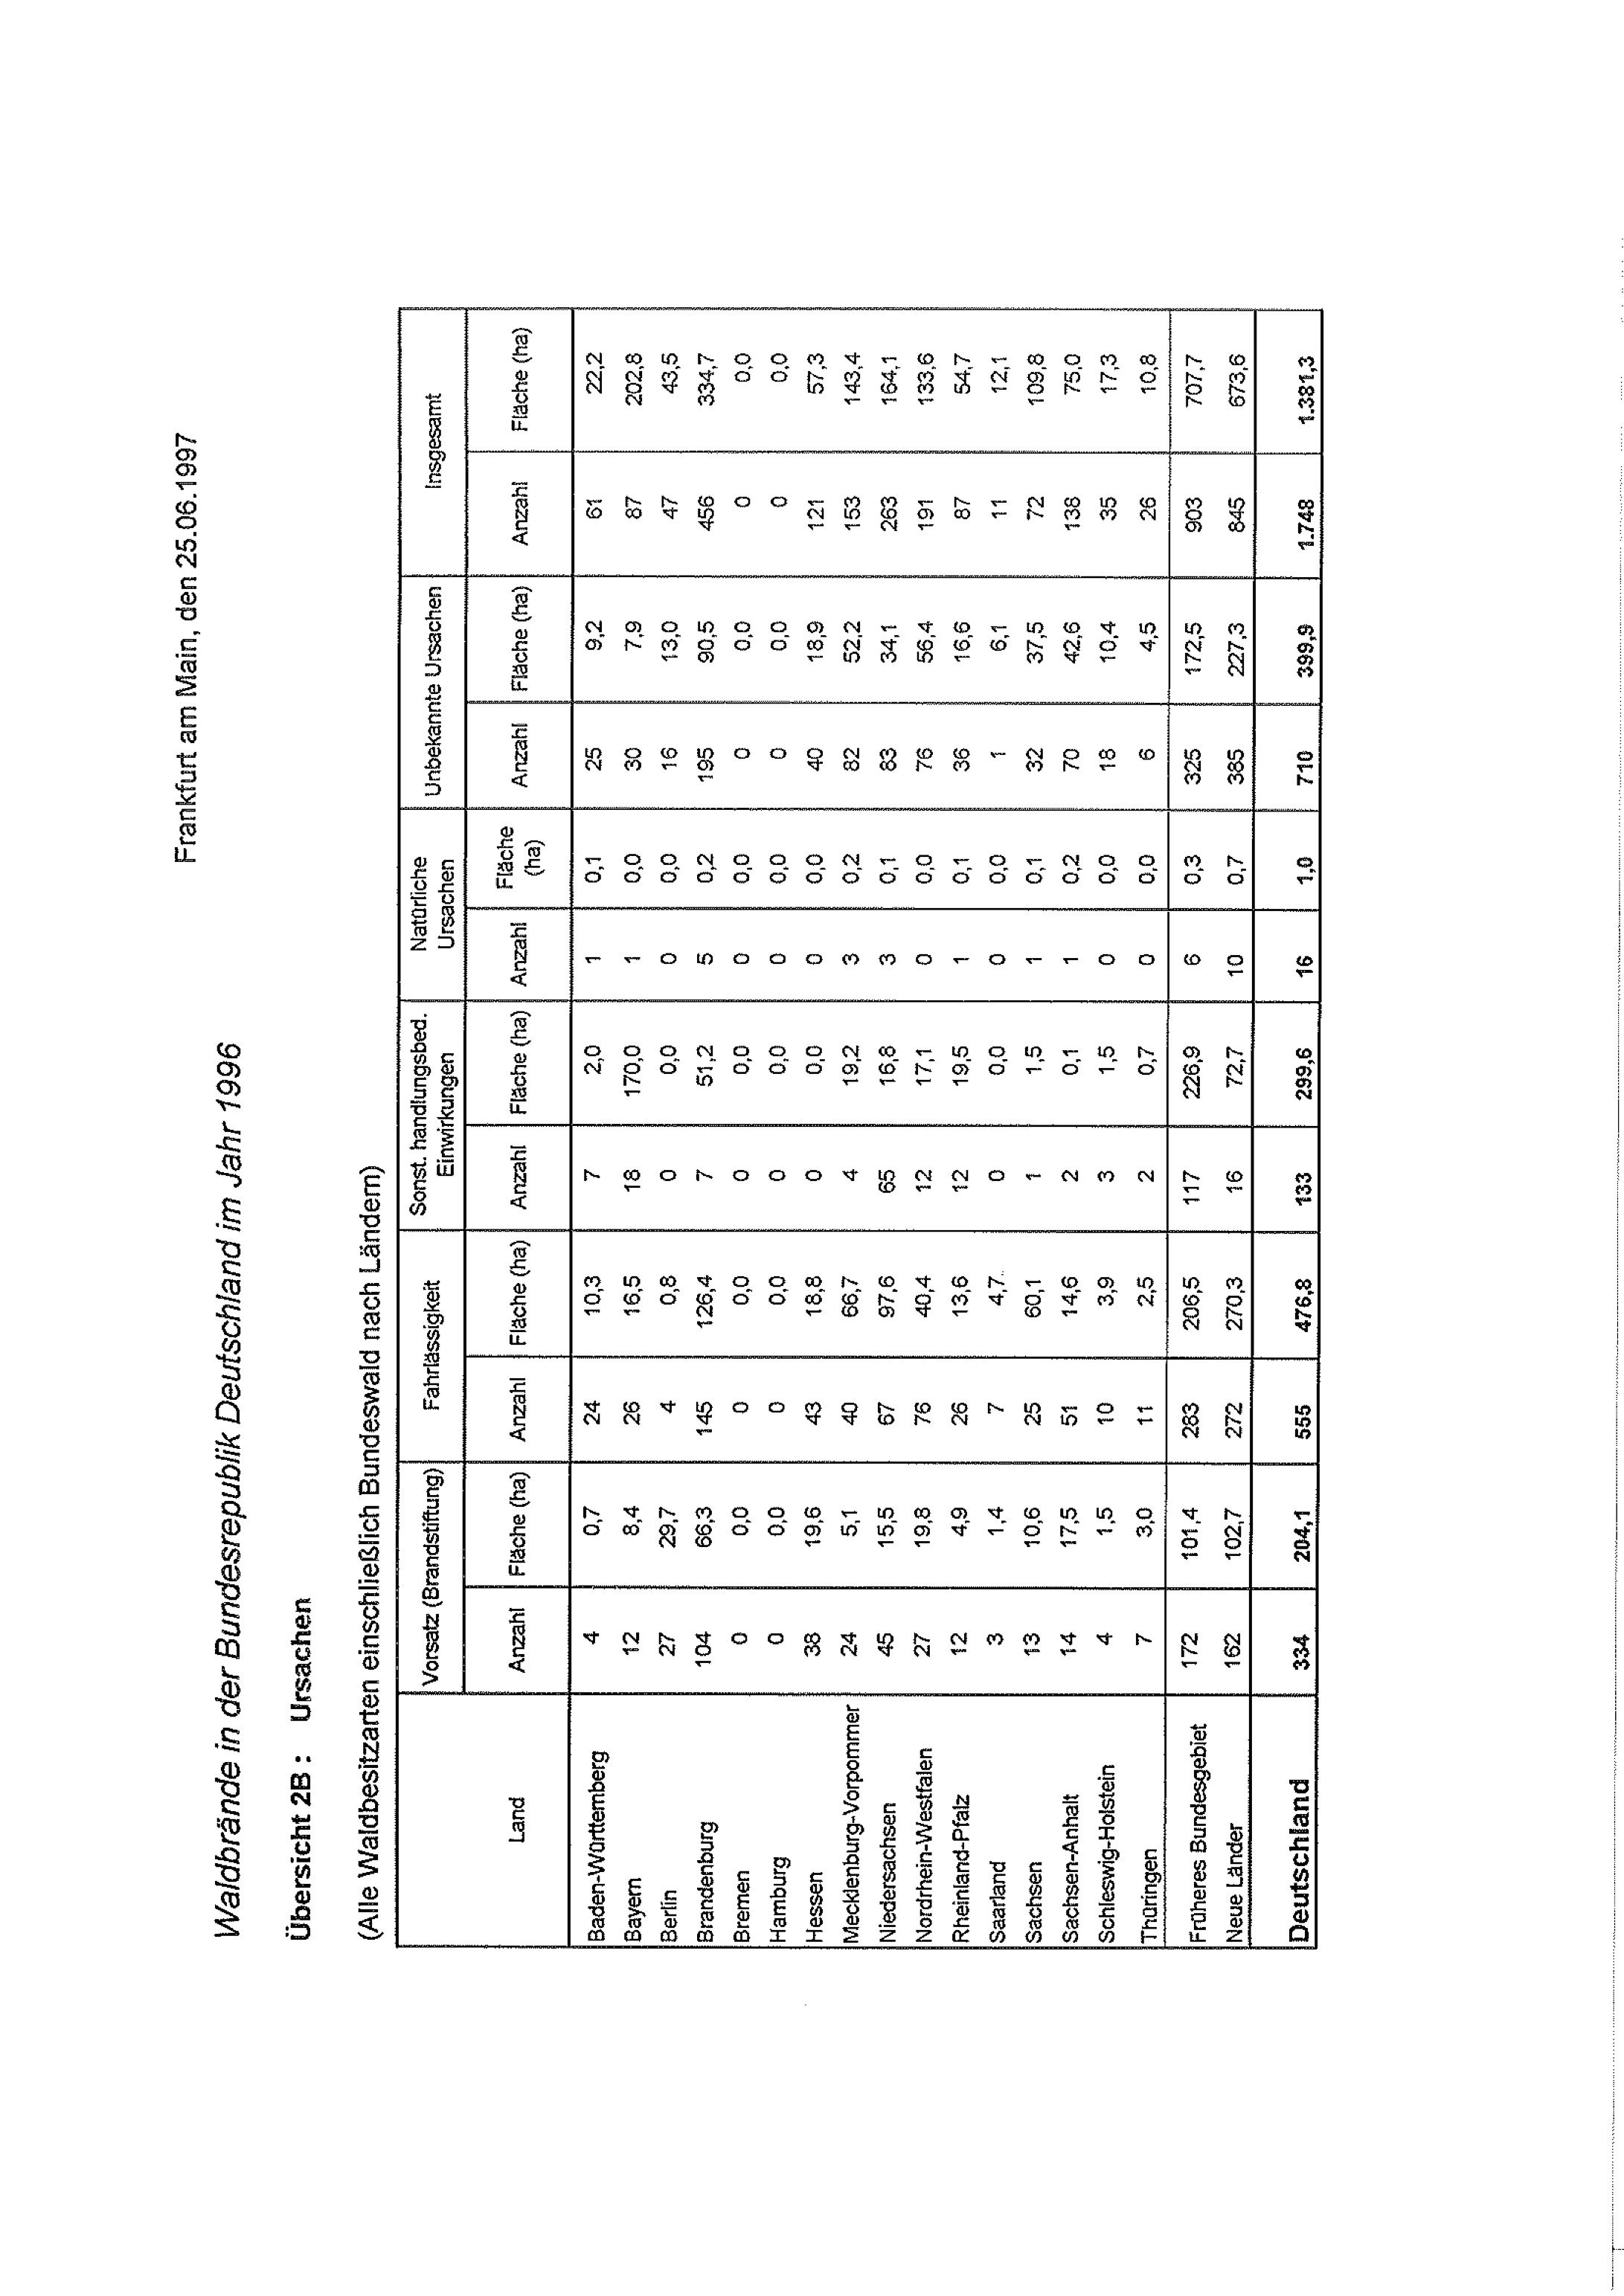 Frankfurt am Main, den 25.06.1997
Waldbrände in der Bundesrepublik Deutschland im Jahr 1996
Übersicht 2B : Ursachen
(Alle Waldbesitzarten einschließlich Bundeswald nach Ländern)
Land Vorsatz (Brandstiftung) Fahrlässigkeit Sonst. handlungsbed. Einwirkungen Natürliche Ursachen Unbekannte Ursachen Insgesamt
Anzahl Fläche (ha) Anzahl Fläche (ha) Anzahl Fläche (ha) Anzahl Fläche (ha) Anzahl Fläche (ha) Anzahl Fläche (ha)
Baden-Württemberg 4 0,7 24 10,3 7 2,0 1 0,1 25 9,2 61 22,2
Bayern 12 8,4 26 16,5 18 170,0 1 0,0 30 7,9 87 202,8
Berlin 27 29,7 4 0,8 0 0,0 0 0,0 16 13,0 47 43,5
Brandenburg 104 66,3 145 126,4 7 51,2 5 0,2 195 90,5 456 334,7
Bremen 0 0,0 0 0,0 0 0,0 0 0,0 0 0,0 0 0,0
Hamburg 0 0,0 0 0,0 0 0,0 0 0,0 0 0,0 0 0,0
Hessen 38 19,6 43 18,8 0 0,0 0 0,0 40 18,9 121 57,3
Mecklenburg-Vorpommer 24 5,1 40 66,7 4 19,2 3 0,2 82 52,2 153 143,4
Niedersachsen 45 15,5 67 97,6 65 16,8 3 0,1 83 34,1 263 164,1
Nordrhein-Westfalen 27 19,8 76 40,4 12 17,1 0 0,0 76 56,4 191 133,6
Rheinland-Pfalz 12 4,9 26 13,6 12 19,5 1 0,1 36 16,6 87 54,7
Saarland 3 1,4 7 4,7 0 0,0 0 0,0 1 6,1 11 12,1
Sachsen 13 10,6 25 60,1 1 1,5 1 0,1 32 37,5 72 109,8
Sachsen-Anhalt 14 17,5 51 14,6 2 0,1 1 0,2 70 42,6 138 75,0
Schleswig-Holstein 4 1,5 10 3,9 3 1,5 0 0,0 18 10,4 35 17,3
Thüringen 7 3,0 11 2,5 2 0,7 0 0,0 6 4,5 26 10,8
Früheres Bundesgebiet 172 101,4 283 206,5 117 226,9 6 0,3 325 172,5 903 707,7
Neue Länder 162 102,7 272 270,3 16 72,7 10 0,7 385 227,3 845 673,6
Deutschland 334 204,1 555 476,8 133 299,6 16 1,0 710 399,9 1.748 1.381,3